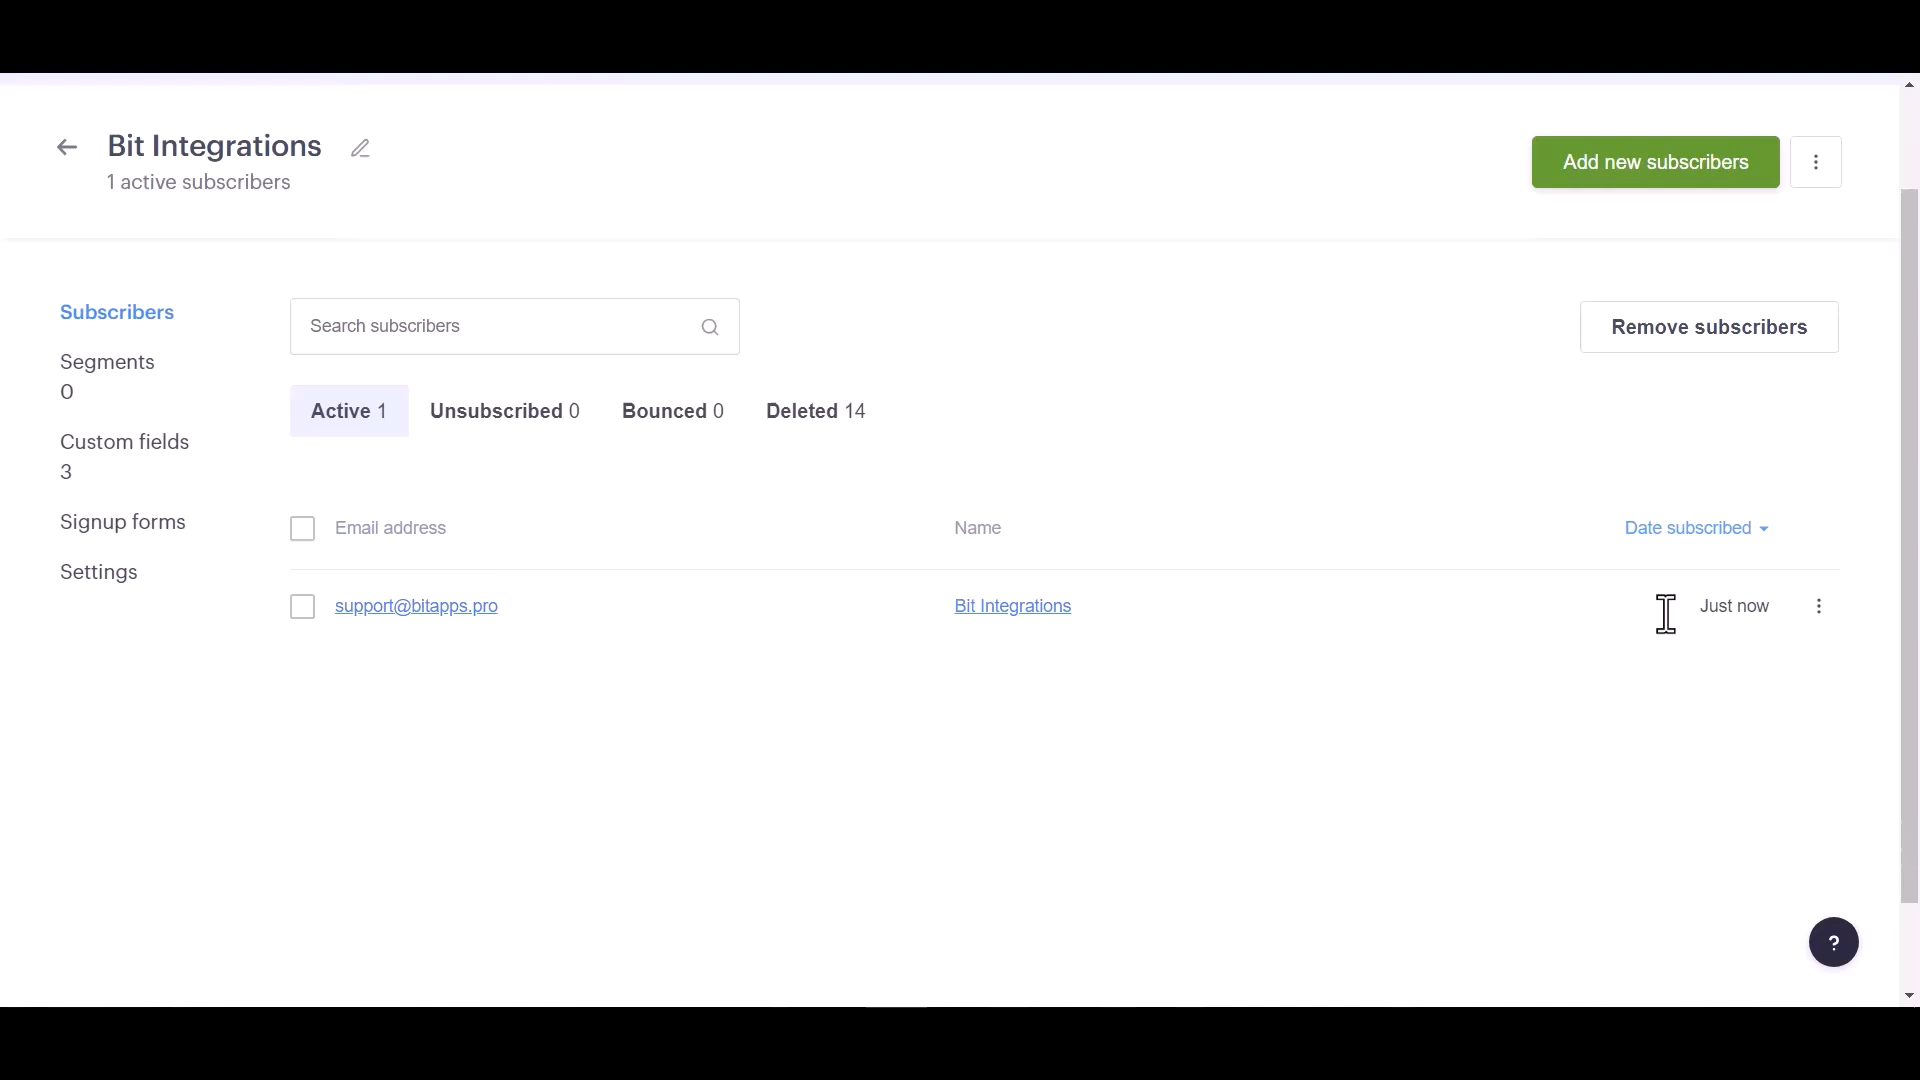 Bit Integrations
1 active subscribers
Add new subscribers
Subscribers
Segments
0
Custom fields
3
Signup forms
Settings
Search subscribers
Remove subscribers
Active 1 Unsubscribed 0 Bounced 0 Deleted 14
Email address Name Date subscribed
support@bitapps.pro Bit Integrations Just now
?